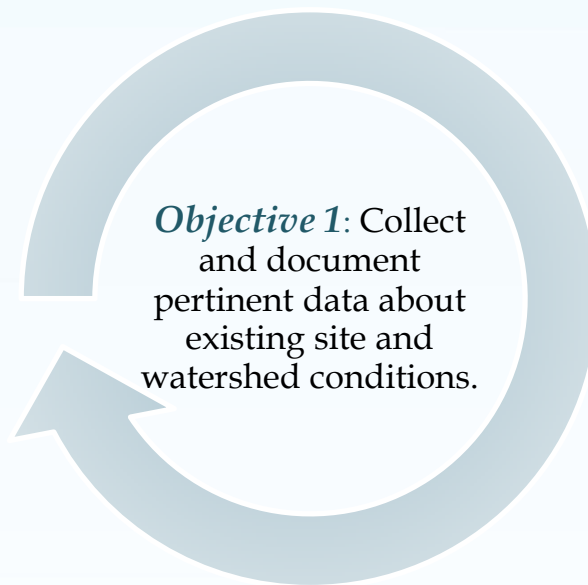 Objective 1: Collect
and document
pertinent data about
existing site and
watershed conditions.